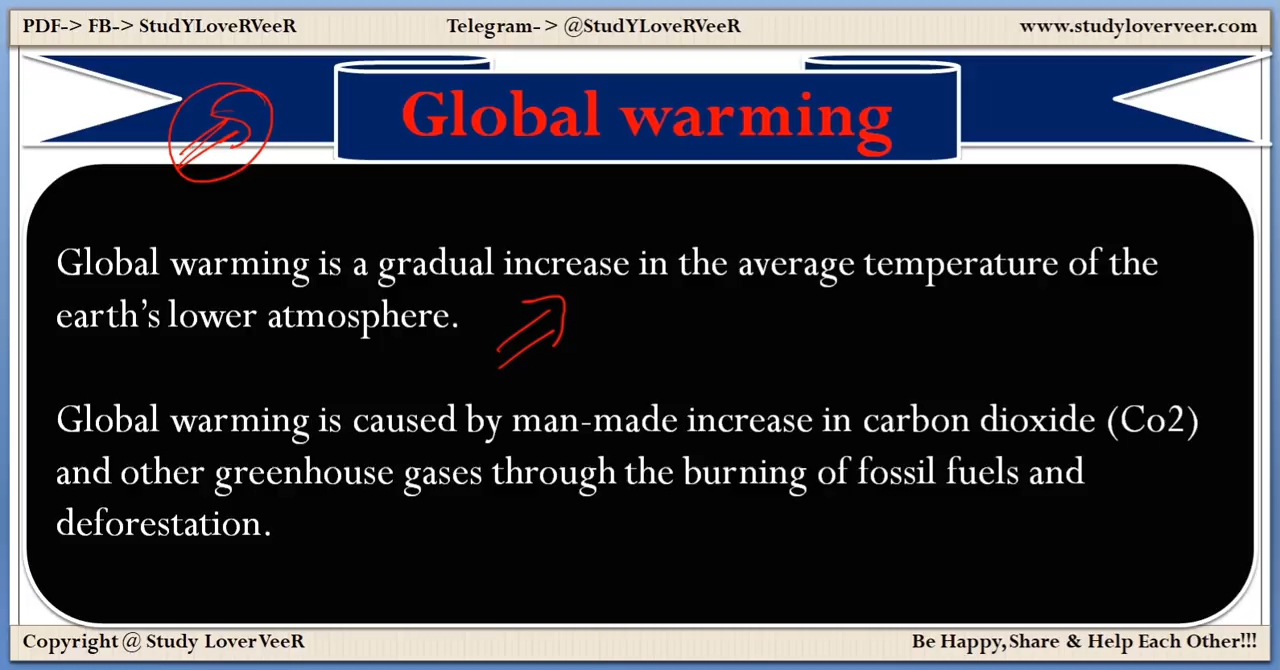 PDF-> FB-> StudYLoveRVeeR
Telegram- > @StudYLoveRVeeR
www.studyloverveer.com
Global warming
Global warming is a gradual increase in the average temperature of the
earth's lower atmosphere.
Global warming is caused by man-made increase in carbon dioxide (Co2)
and other greenhouse gases through the burning of fossil fuels and
deforestation.
Copyright @ Study LoverVeeR
Be Happy, Share & Help Each Other!!!